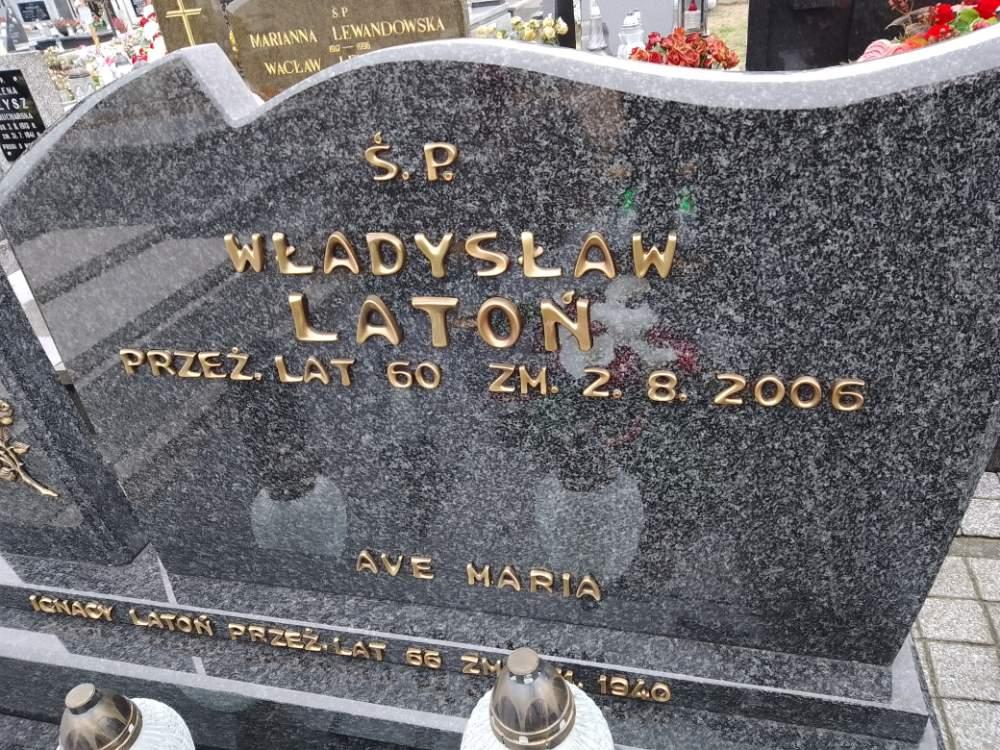 Ś P
MARIANNA LEWANDOWSKA
WACŁAW
Ś. P.
WŁADYSŁAW
LATOŃ
PRZEŻ. LAT 60 ZM. 2. 8. 2006
AVE MARIA
IGNACY LATOŃ PRZEŻ. LAT 66 ZM 1940